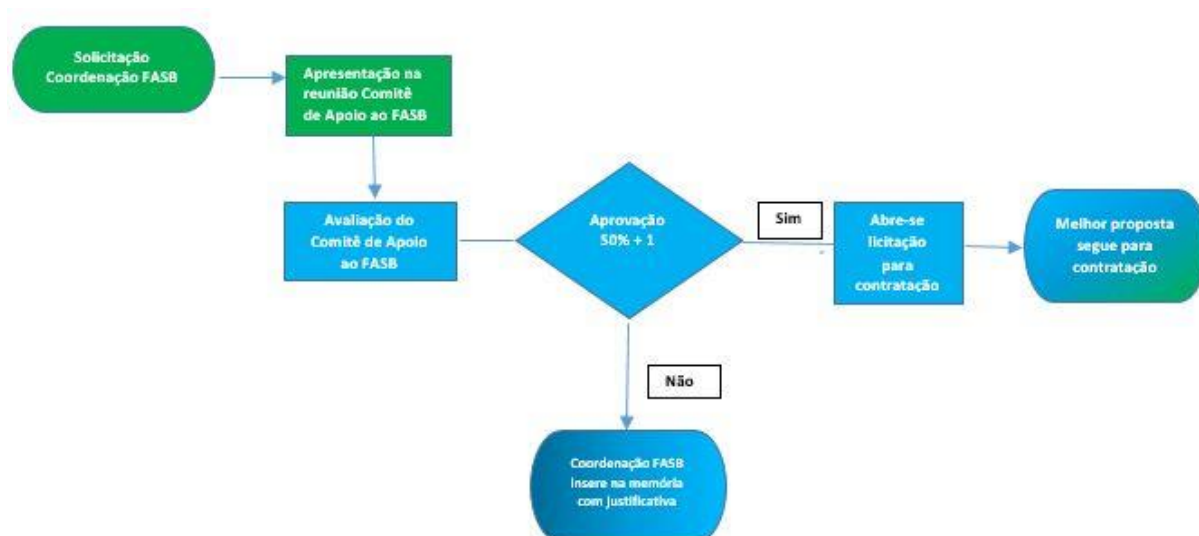 Solicitação
Coordenação FASB
Apresentação na
reunião Comitê
de Apoio ao FASB
Avaliação do
Comitê de Apoio
ao FASB
Aprovação
50% + 1
Sim
Abre-se
licitação
para
contratação
Melhor proposta
segue para
contratação
Não
Coordenação FASB
Insere na memória
com justificativa